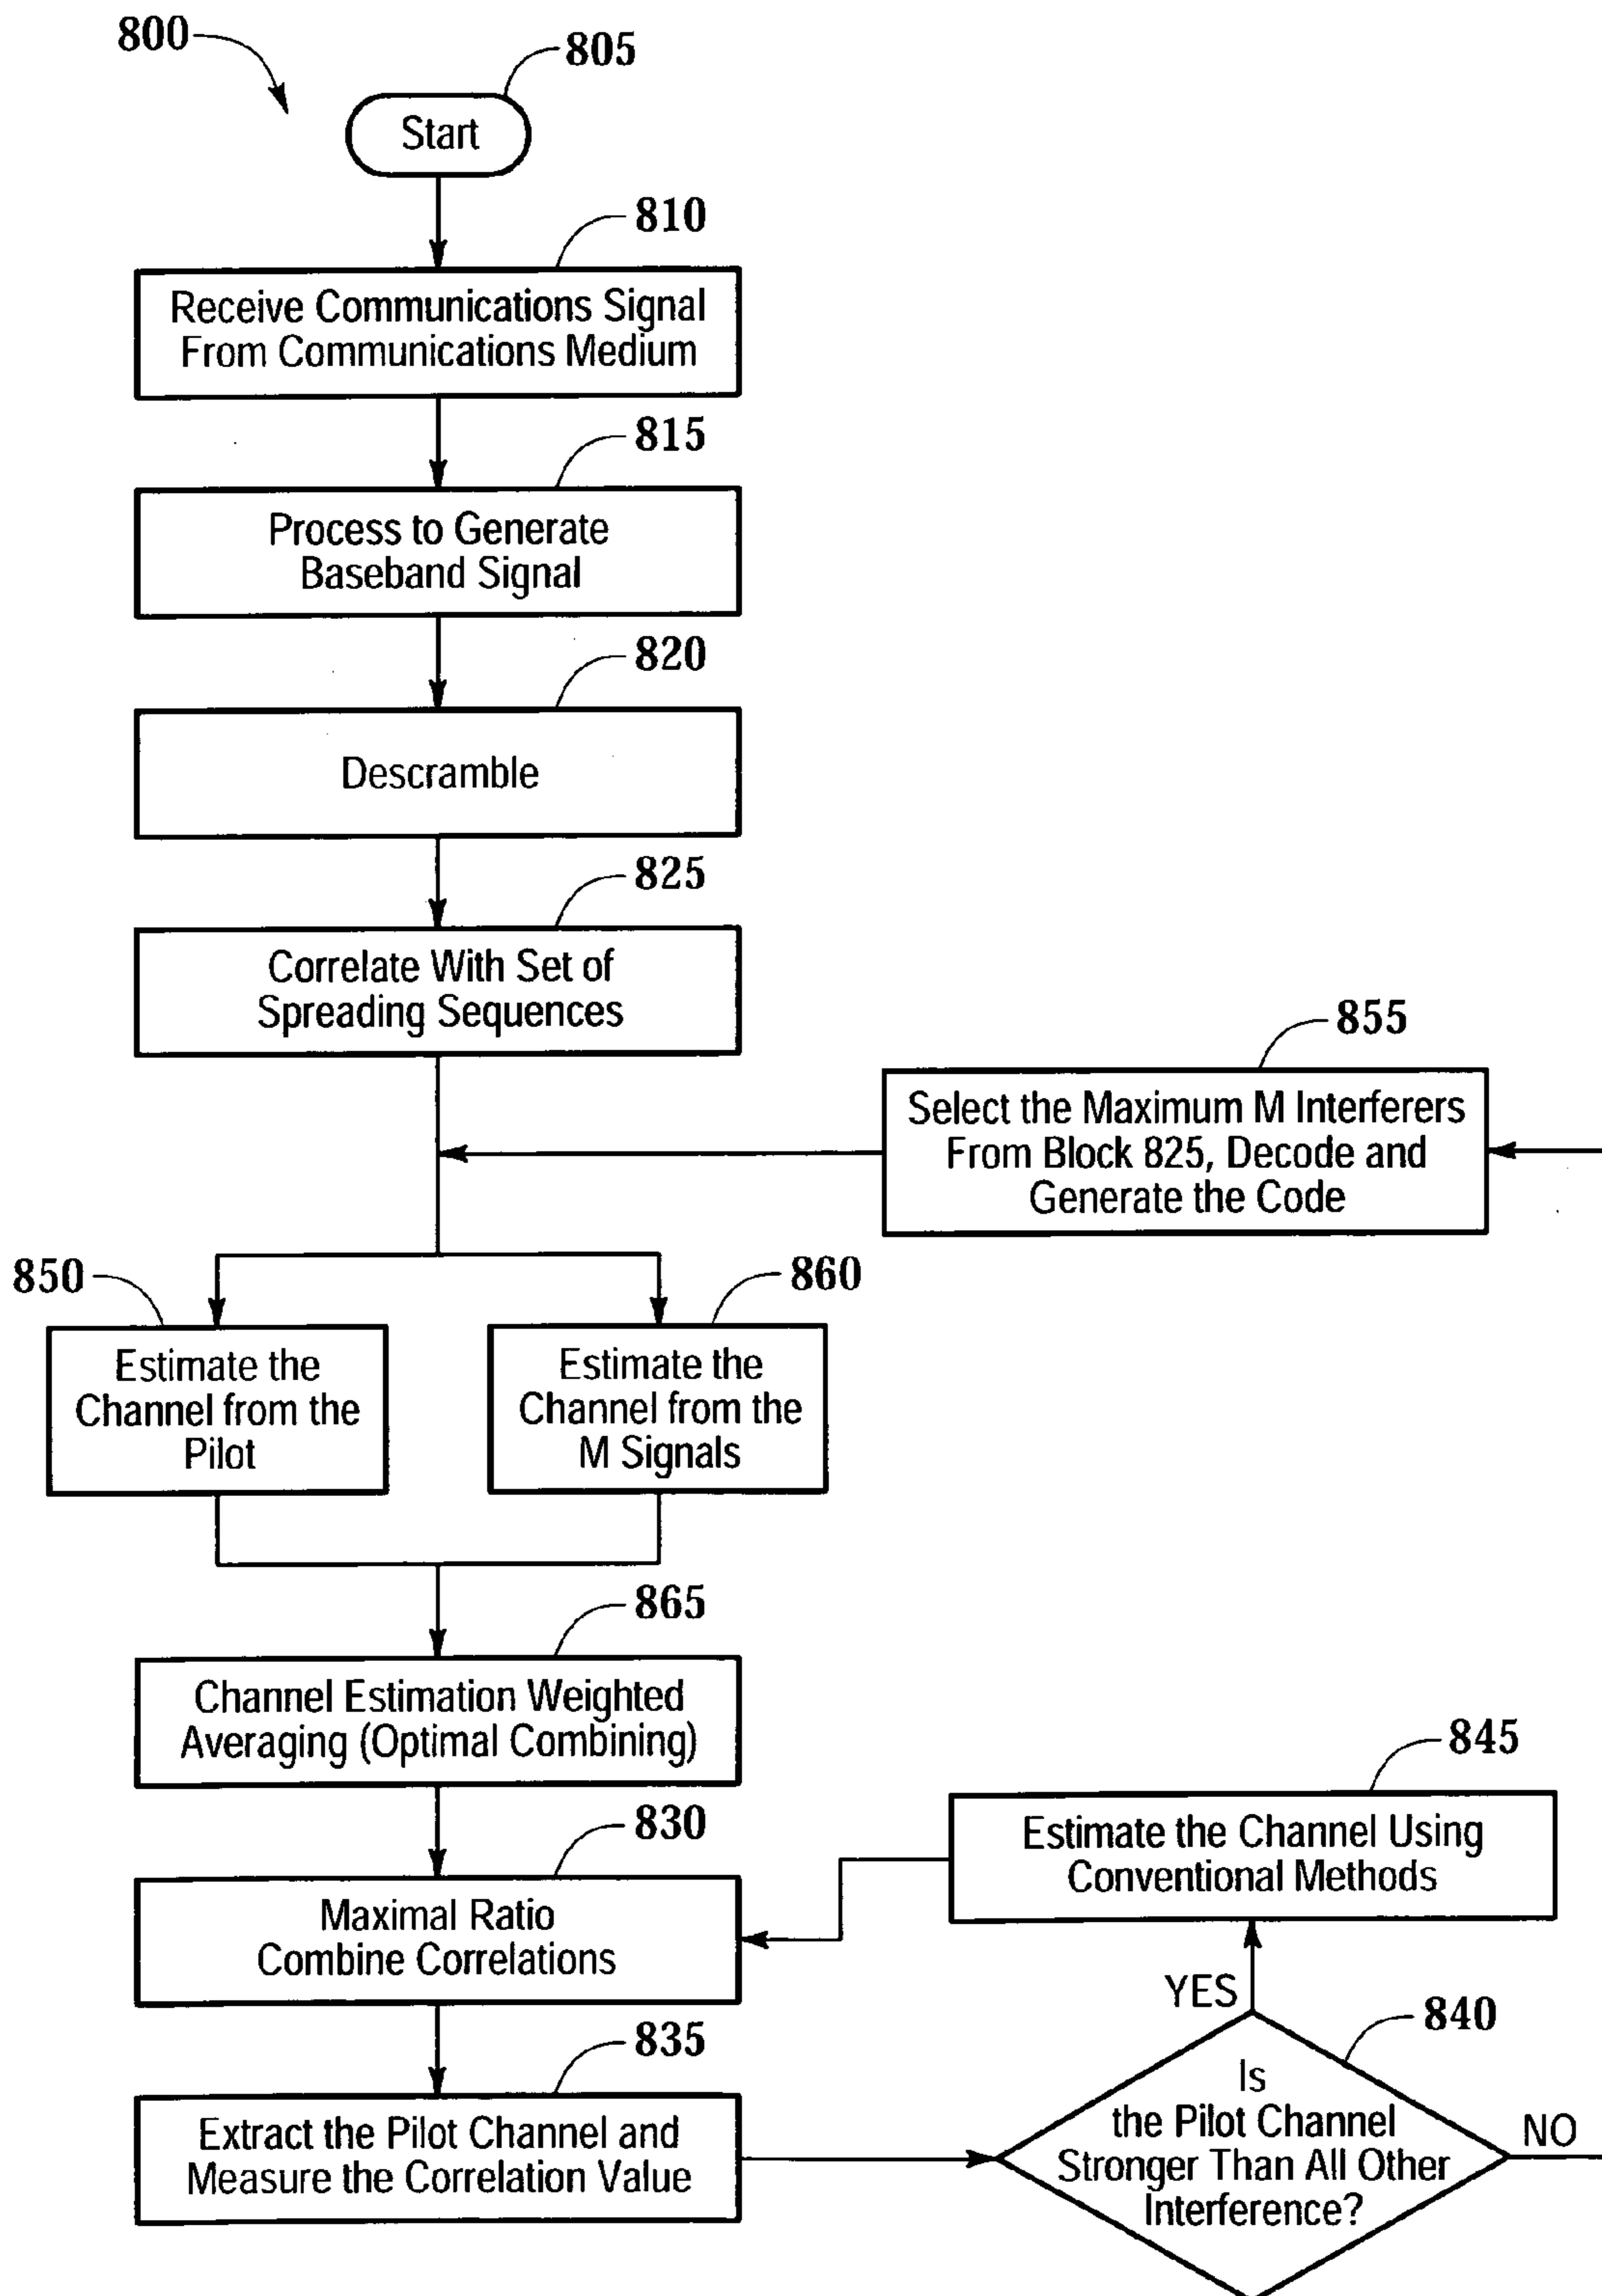 800
805
Start
810
Receive Communications Signal
From Communications Medium
815
Process to Generate
Baseband Signal
820
Descramble
825
Correlate With Set of
Spreading Sequences
855
Select the Maximum M Interferers
From Block 825, Decode and
Generate the Code
850
Estimate the
Channel from the
Pilot
860
Estimate the
Channel from the
M Signals
865
Channel Estimation Weighted
Averaging (Optimal Combining)
830
Maximal Ratio
Combine Correlations
845
Estimate the Channel Using
Conventional Methods
835
Extract the Pilot Channel and
Measure the Correlation Value
YES
840
Is
the Pilot Channel
Stronger Than All Other
Interference?
NO